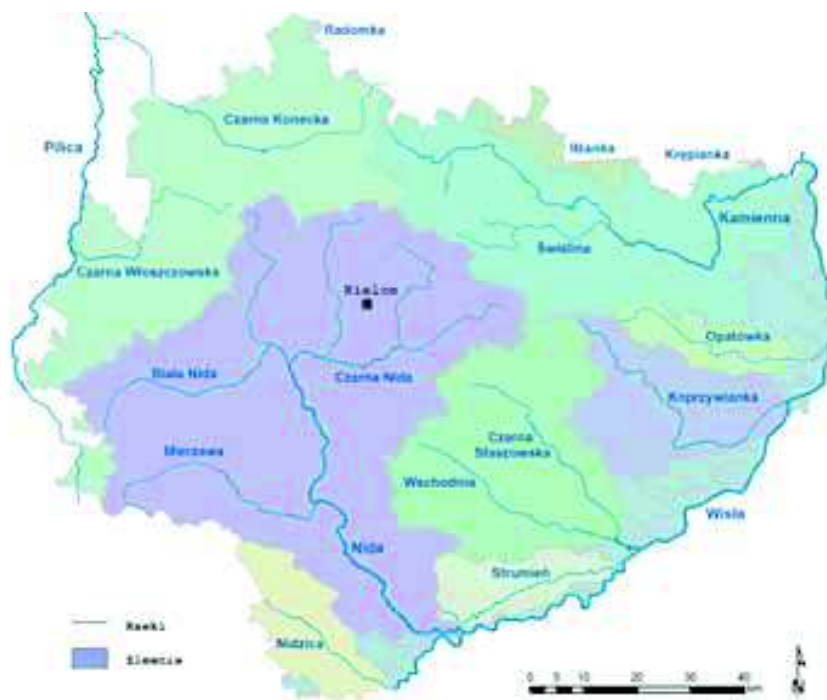 Radomka
Czarna Konecka
Pilica
Iłżanka
Krępianka
Kamienna
Świślina
Czarna Włoszczowska
Opatówka
Biała Nida
Czarna Nida
Koprzywianka
Czarna
Staszowska
Mierzawa
Wschodnia
Wisła
Nida
Strumień
Nidzica
Rzeki
Zlewnie
0 5 10 20 30 40
N